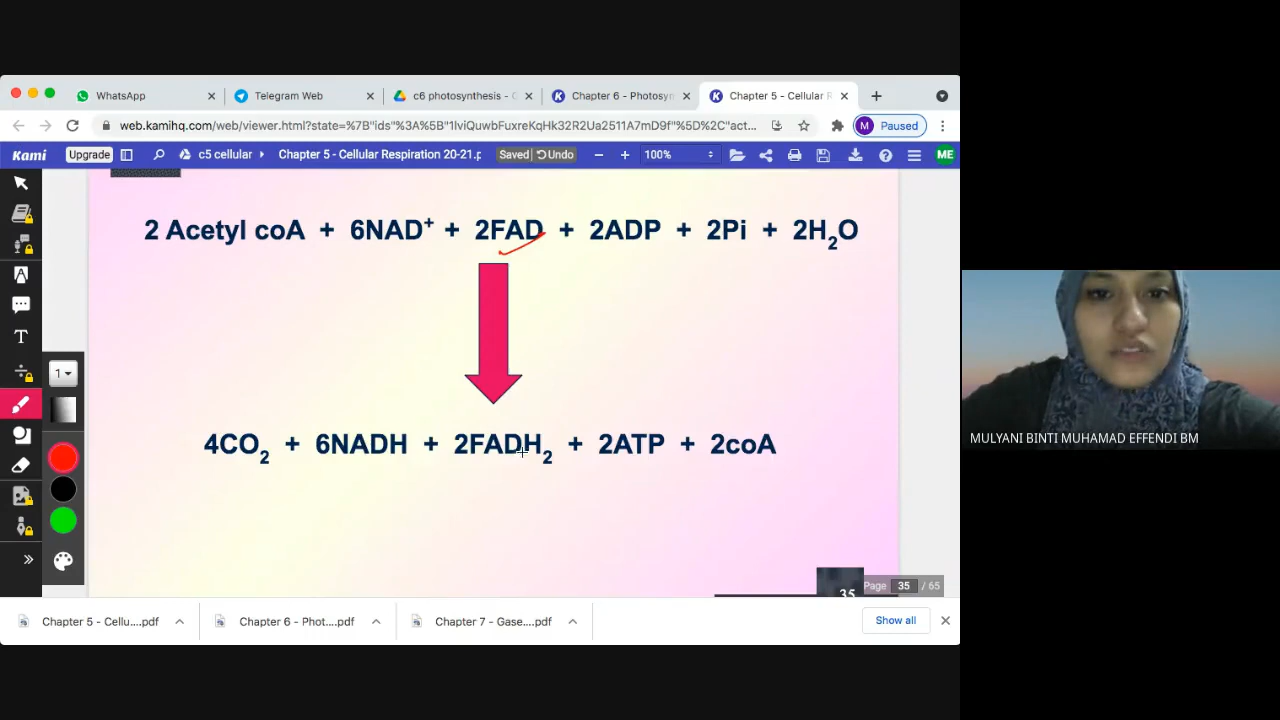 WhatsApp
Telegram Web
c6 photosynthesis - G
Chapter 6 - Photosyn
Chapter 5 - Cellular R
web.kamihq.com/web/viewer.html?state=%7B"ids"%3A%5B"1lviQuwbFuxreKqHk32R2Ua2511A7mD9f"%5D%2C"act...
M Paused
Kami
Upgrade
c5 cellular
Chapter 5 - Cellular Respiration 20-21.p
Saved Undo
100%
ME
2 Acetyl coA + 6NAD⁺ + 2FAD + 2ADP + 2Pi + 2H₂O
4CO₂ + 6NADH + 2FADH₂ + 2ATP + 2coA
T
1
MULYANI BINTI MUHAMAD EFFENDI BM
35
Page 35 / 65
Chapter 5 - Cellu....pdf
Chapter 6 - Phot....pdf
Chapter 7 - Gase....pdf
Show all